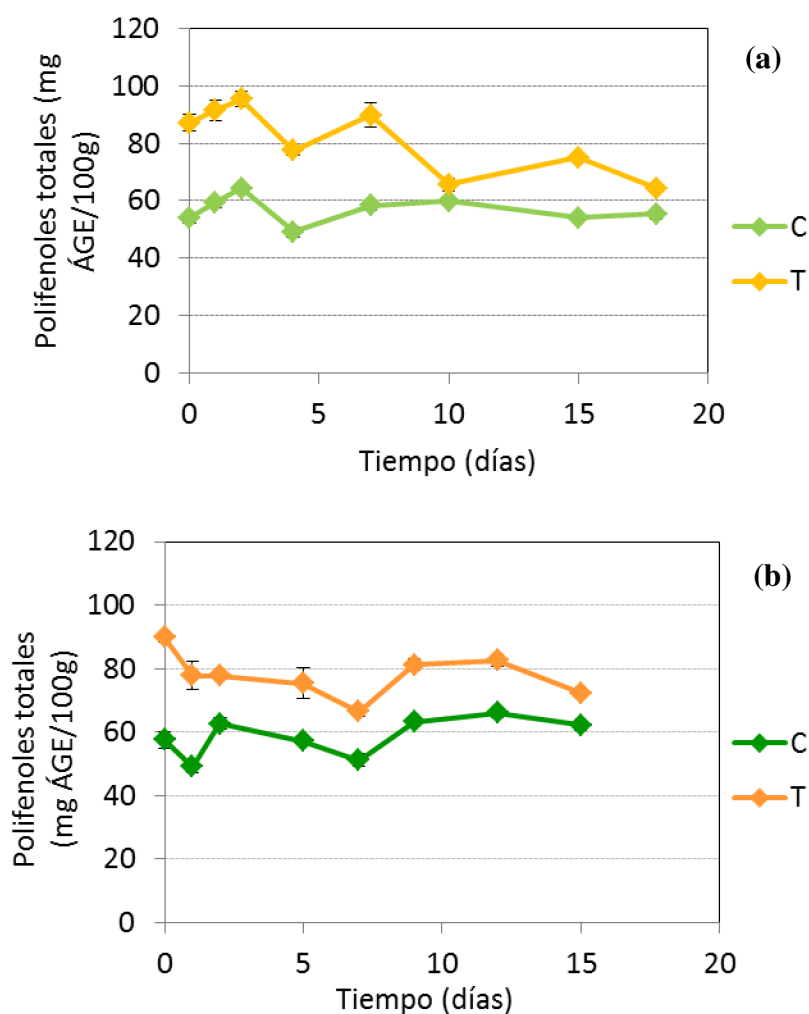 (a)
Polifenoles totales (mg
ÁGE/100g)
120
100
80
60
40
20
0
0 5 10 15 20
Tiempo (días)
C
T
(b)
Polifenoles totales
(mg ÁGE/100g)
120
100
80
60
40
20
0
0 5 10 15 20
Tiempo (días)
C
T